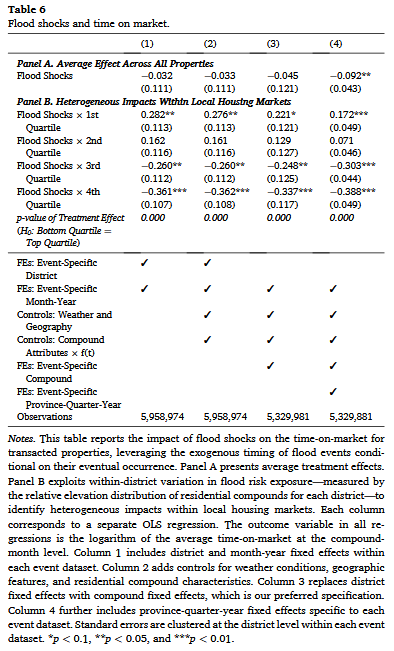 Table 6
Flood shocks and time on market.
(1) (2) (3) (4)
Panel A. Average Effect Across All Properties
Flood Shocks −0.032 −0.033 −0.045 −0.092**
(0.111) (0.111) (0.121) (0.043)
Panel B. Heterogeneous Impacts Within Local Housing Markets
Flood Shocks × 1st 0.282** 0.276** 0.221* 0.172***
Quartile (0.113) (0.113) (0.121) (0.049)
Flood Shocks × 2nd 0.162 0.161 0.129 0.071
Quartile (0.116) (0.116) (0.127) (0.046)
Flood Shocks × 3rd −0.260** −0.260** −0.248** −0.303***
Quartile (0.112) (0.112) (0.125) (0.044)
Flood Shocks × 4th −0.361*** −0.362*** −0.337*** −0.388***
Quartile (0.107) (0.108) (0.117) (0.049)
p-value of Treatment Effect 0.000 0.000 0.000 0.000
(H₀: Bottom Quartile =
Top Quartile)
FEs: Event-Specific ✓ ✓
District
FEs: Event-Specific ✓ ✓ ✓ ✓
Month-Year
Controls: Weather and ✓ ✓ ✓
Geography
Controls: Compound ✓ ✓ ✓
Attributes × f(t)
FEs: Event-Specific ✓ ✓
Compound
FEs: Event-Specific ✓
Province-Quarter-Year
Observations 5,958,974 5,958,974 5,329,981 5,329,881
Notes. This table reports the impact of flood shocks on the time-on-market for
transacted properties, leveraging the exogenous timing of flood events condi-
tional on their eventual occurrence. Panel A presents average treatment effects.
Panel B exploits within-district variation in flood risk exposure—measured by
the relative elevation distribution of residential compounds for each district—to
identify heterogeneous impacts within local housing markets. Each column
corresponds to a separate OLS regression. The outcome variable in all re-
gressions is the logarithm of the average time-on-market at the compound-
month level. Column 1 includes district and month-year fixed effects within
each event dataset. Column 2 adds controls for weather conditions, geographic
features, and residential compound characteristics. Column 3 replaces district
fixed effects with compound fixed effects, which is our preferred specification.
Column 4 further includes province-quarter-year fixed effects specific to each
event dataset. Standard errors are clustered at the district level within each event
dataset. *p < 0.1, **p < 0.05, and ***p < 0.01.